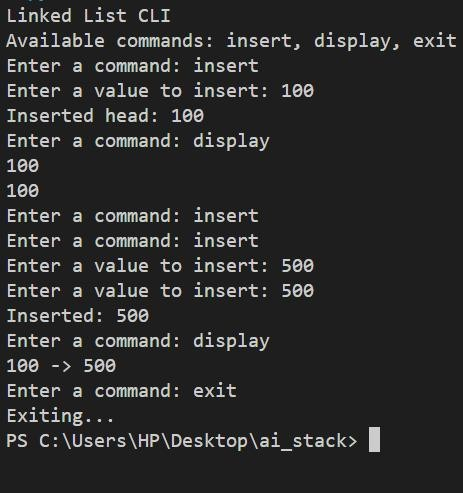 Linked List CLI
Available commands: insert, display, exit
Enter a command: insert
Enter a value to insert: 100
Inserted head: 100
Enter a command: display
100
100
Enter a command: insert
Enter a command: insert
Enter a value to insert: 500
Enter a value to insert: 500
Inserted: 500
Enter a command: display
100 -> 500
Enter a command: exit
Exiting...
PS C:\Users\HP\Desktop\ai_stack>